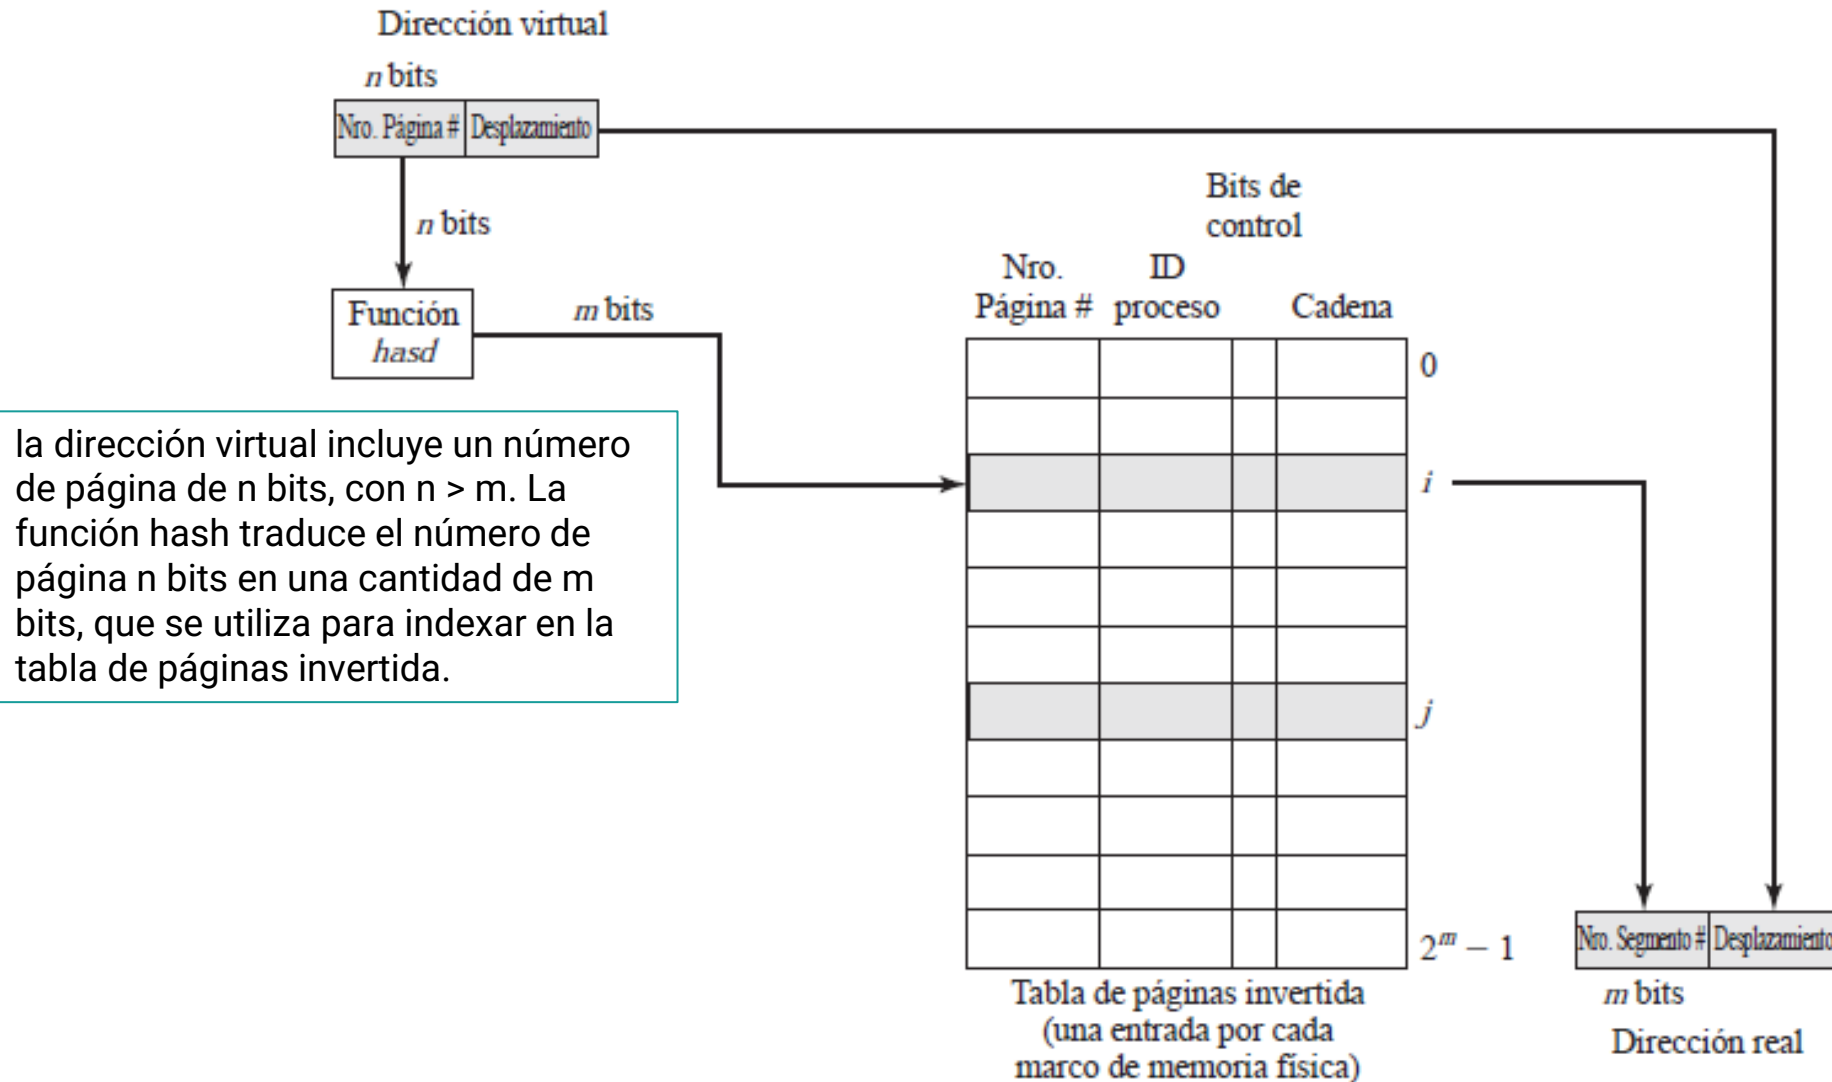 Dirección virtual
n bits
Nro. Página # Desplazamiento
n bits
Función
hasd
m bits
la dirección virtual incluye un número
de página de n bits, con n > m. La
función hash traduce el número de
página n bits en una cantidad de m
bits, que se utiliza para indexar en la
tabla de páginas invertida.
Bits de
control
Nro.
Página #
ID
proceso
Cadena
0
i
j
2^m − 1
Tabla de páginas invertida
(una entrada por cada
marco de memoria física)
Nro. Segmento # Desplazamiento
m bits
Dirección real